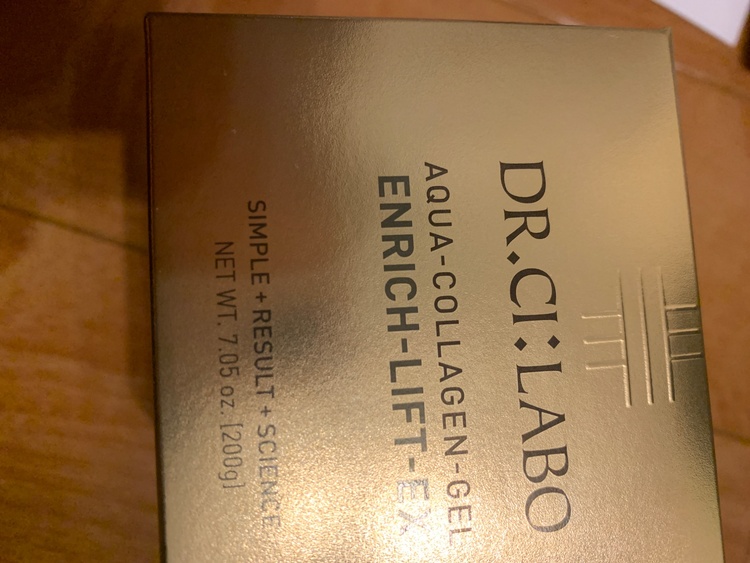 DR.CI:LABO
AQUA-COLLAGEN-GEL
ENRICH-LIFT-EX
SIMPLE+RESULT+SCIENCE
NET WT. 7.05 oz. [200g]